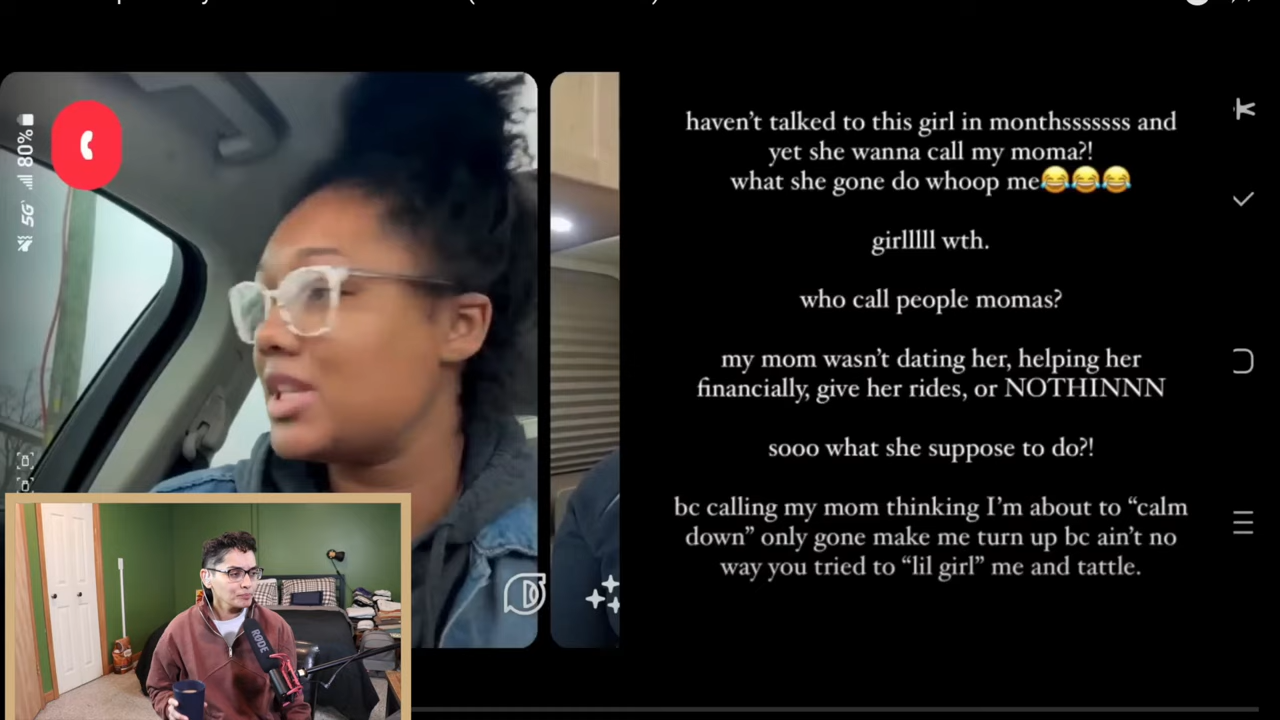 80%
5G
haven’t talked to this girl in monthsssssss and
yet she wanna call my moma?!
what she gone do whoop me😂😂😂
girlllll wth.
who call people momas?
my mom wasn’t dating her, helping her
financially, give her rides, or NOTHINNN
sooo what she suppose to do?!
bc calling my mom thinking I’m about to “calm
down” only gone make me turn up bc ain’t no
way you tried to “lil girl” me and tattle.
RODE